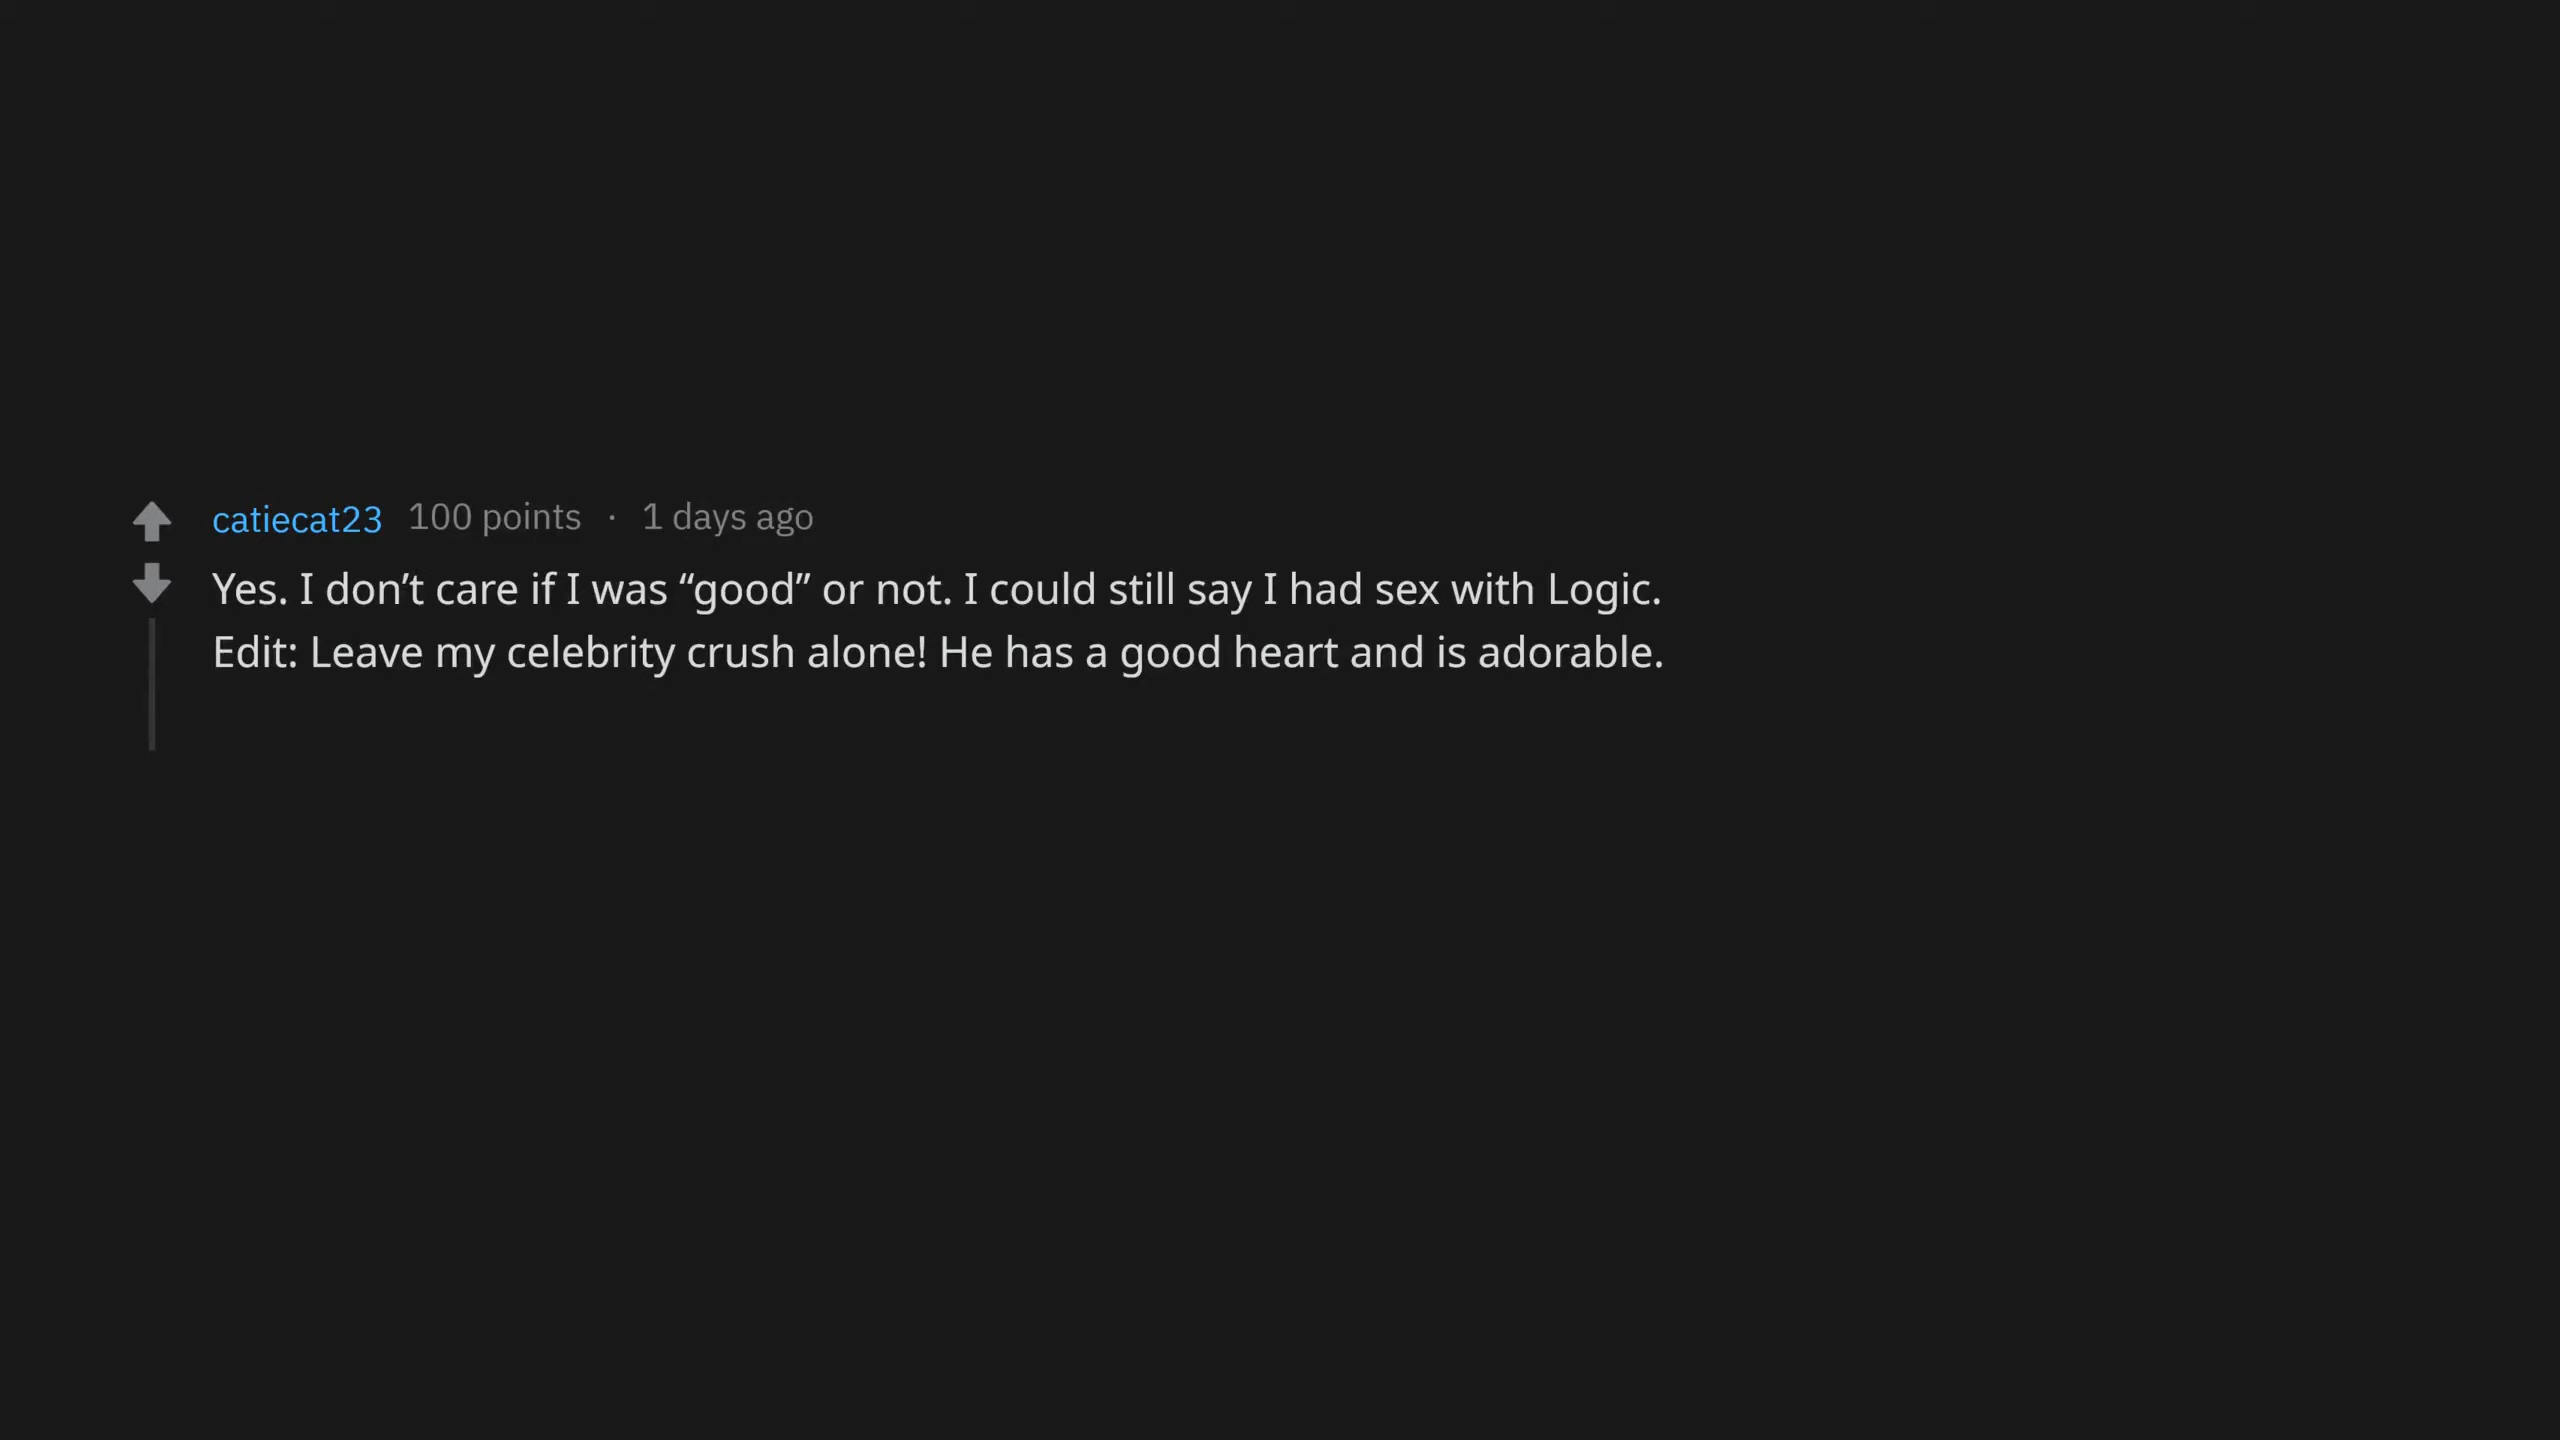 catiecat23 100 points · 1 days ago
Yes. I don’t care if I was “good” or not. I could still say I had sex with Logic.
Edit: Leave my celebrity crush alone! He has a good heart and is adorable.